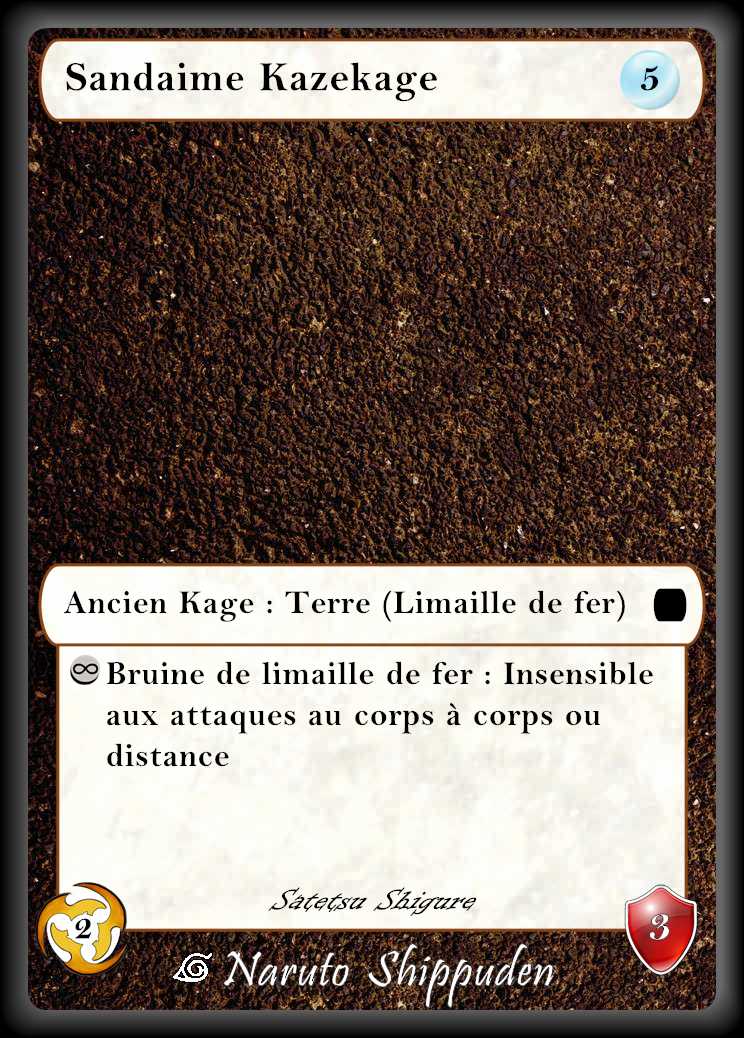 Sandaime Kazekage
5
Ancien Kage : Terre (Limaille de fer)
Bruine de limaille de fer : Insensible
aux attaques au corps à corps ou
distance
Satetsu Shigure
2
3
Naruto Shippuden